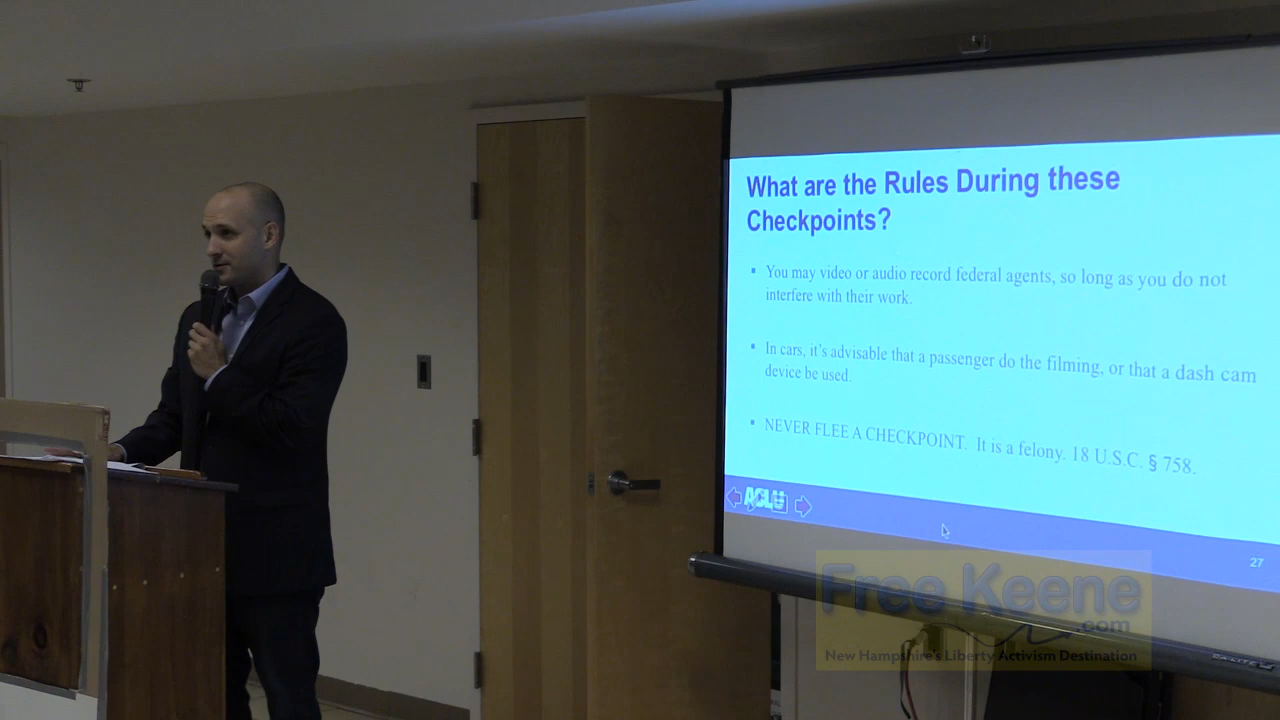 What are the Rules During these
Checkpoints?
▪ You may video or audio record federal agents, so long as you do not
interfere with their work.
▪ In cars, it's advisable that a passenger do the filming, or that a dash cam
device be used.
▪ NEVER FLEE A CHECKPOINT. It is a felony. 18 U.S.C. § 758.
ACLU
27
Free Keene
.com
New Hampshire's Liberty Activism Destination